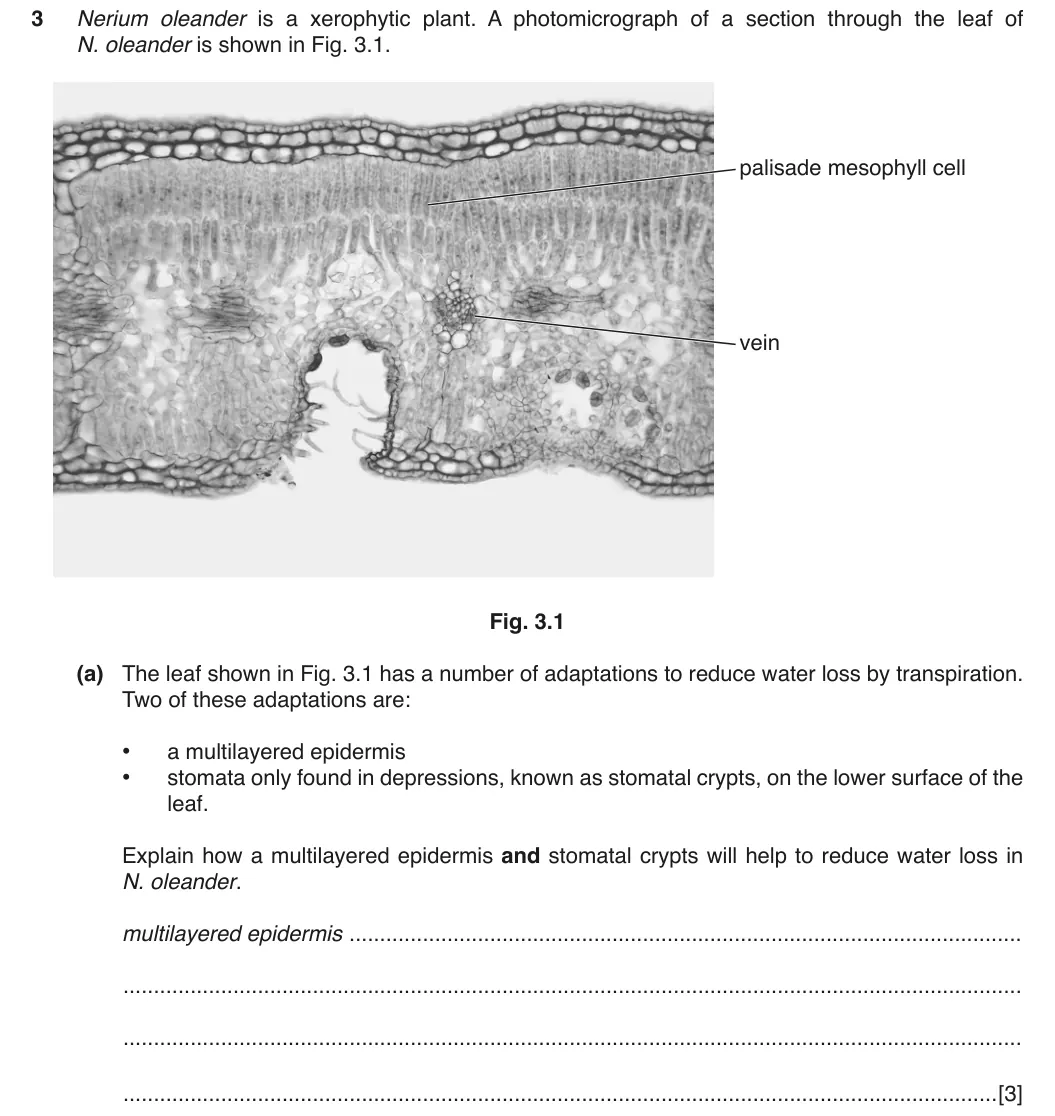 3 Nerium oleander is a xerophytic plant. A photomicrograph of a section through the leaf of
N. oleander is shown in Fig. 3.1.
palisade mesophyll cell
vein
Fig. 3.1
(a) The leaf shown in Fig. 3.1 has a number of adaptations to reduce water loss by transpiration.
Two of these adaptations are:
• a multilayered epidermis
• stomata only found in depressions, known as stomatal crypts, on the lower surface of the
leaf.
Explain how a multilayered epidermis and stomatal crypts will help to reduce water loss in
N. oleander.
multilayered epidermis ................................................................................................................
......................................................................................................................................................
......................................................................................................................................................
.................................................................................................................................................[3]